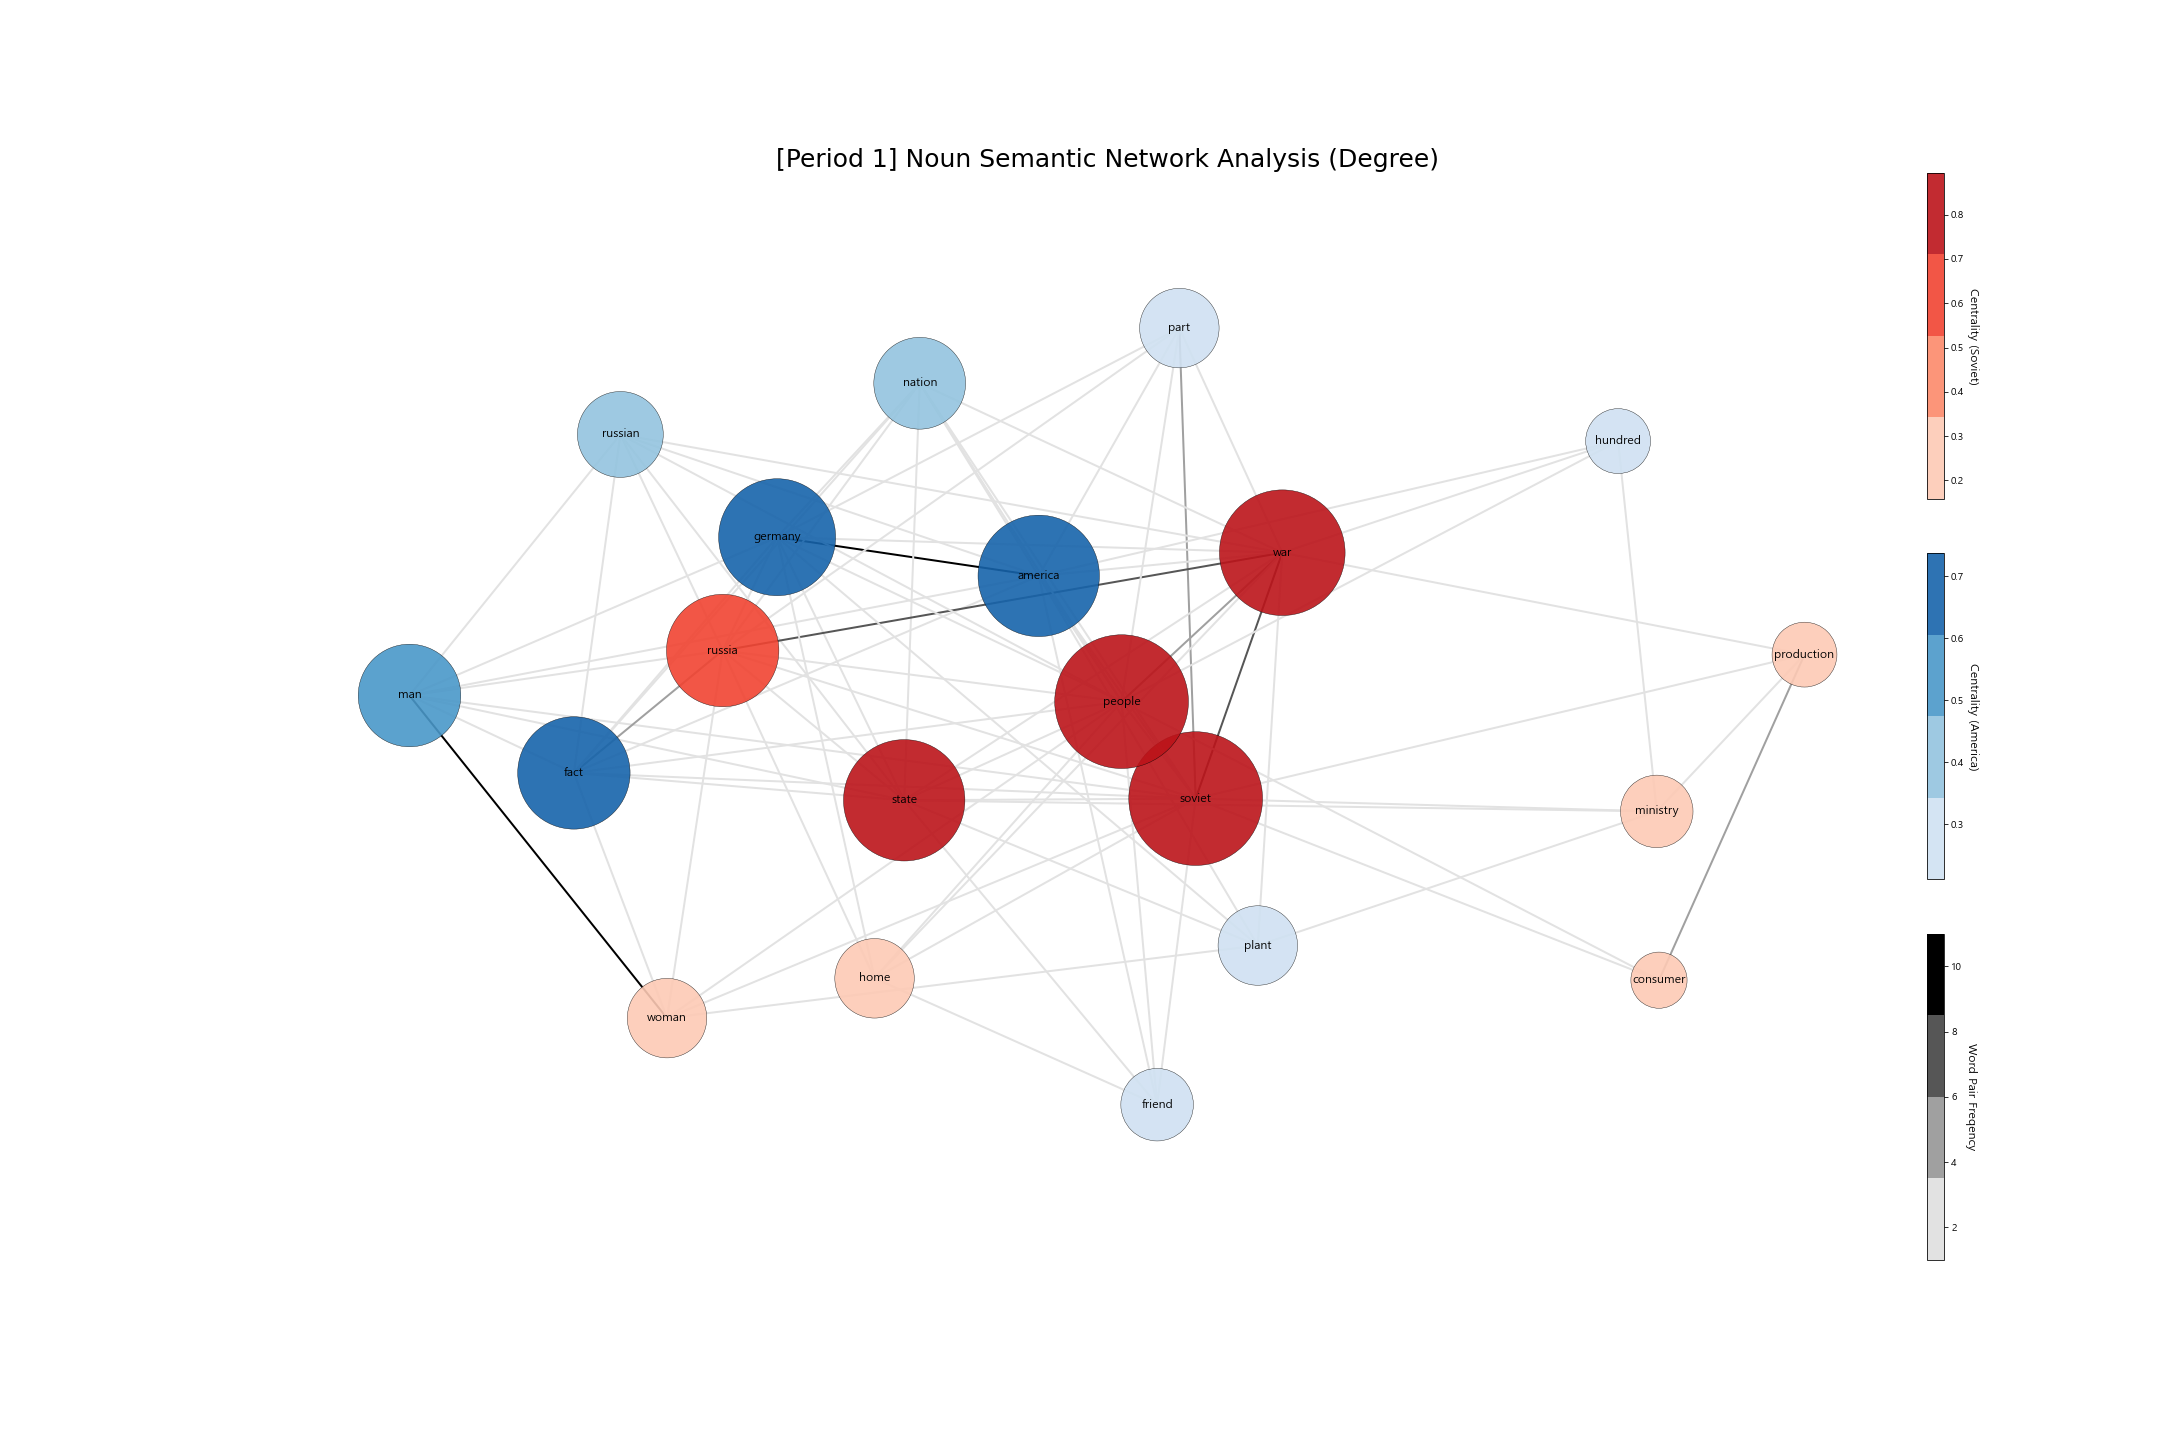 [Period 1] Noun Semantic Network Analysis (Degree)
part
nation
russian
hundred
germany
war
america
russia
production
man
people
fact
state
soviet
ministry
plant
home
consumer
woman
friend
0.8
0.7
0.6
0.5
0.4
0.3
0.2
Centrality (Soviet)
0.7
0.6
0.5
0.4
0.3
Centrality (America)
10
8
6
4
2
Word Pair Freqency